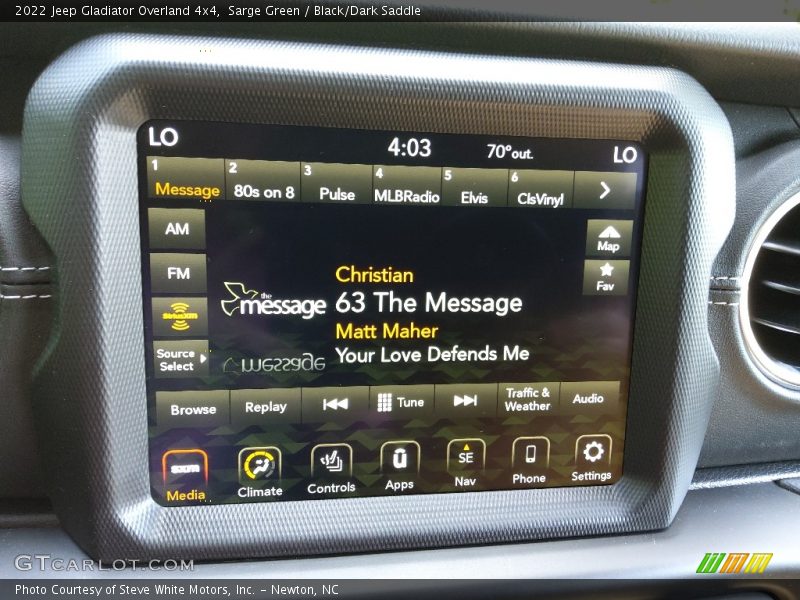 2022 Jeep Gladiator Overland 4x4, Sarge Green / Black/Dark Saddle
LO 4:03 70° out. LO
1 Message 2 80s on 8 3 Pulse 4 MLBRadio 5 Elvis 6 ClsVinyl
AM
Map
FM
Fav
SiriusXM
Source Select
the message
Christian
63 The Message
Matt Maher
Your Love Defends Me
Browse Replay Tune Traffic & Weather Audio
sxm SE
Media Climate Controls Apps Nav Phone Settings
GTCARLOT.COM
Photo Courtesy of Steve White Motors, Inc. – Newton, NC